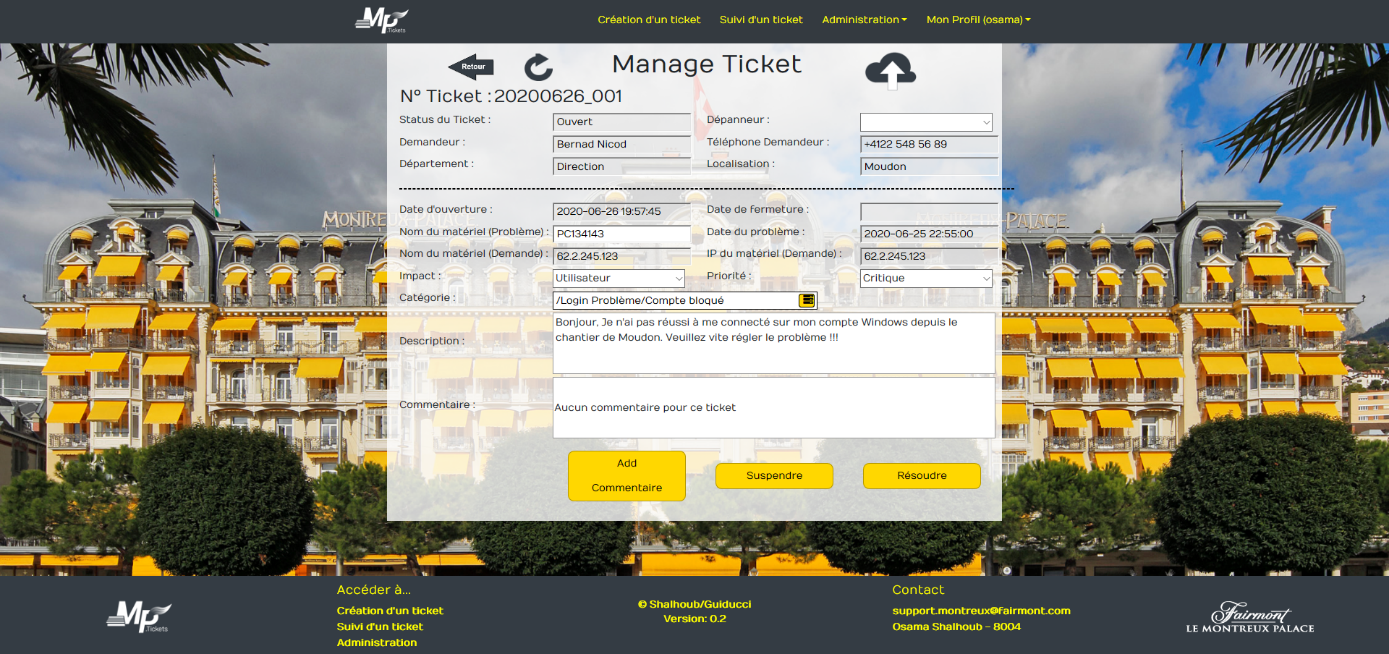 Mp
.Tickets
Création d'un ticket
Suivi d'un ticket
Administration
Mon Profil (osama)
Retour
Manage Ticket
N° Ticket : 20200626_001
Status du Ticket : Ouvert
Dépanneur :
Demandeur : Bernad Nicod
Téléphone Demandeur : +4122 548 56 89
Département : Direction
Localisation : Moudon
MONTREUX-PALACE
PALACE
Date d'ouverture : 2020-06-26 19:57:45
Date de fermeture :
Nom du matériel (Problème) : PC134143
Date du problème : 2020-06-25 22:55:00
Nom du matériel (Demande) : 62.2.245.123
IP du matériel (Demande) : 62.2.245.123
Impact : Utilisateur
Priorité : Critique
Catégorie : /Login Problème/Compte bloqué
Description :
Bonjour, Je n'ai pas réussi à me connecté sur mon compte Windows depuis le
chantier de Moudon. Veuillez vite régler le problème !!!
Commentaire :
Aucun commentaire pour ce ticket
Add
Commentaire
Suspendre
Résoudre
Mp
.Tickets
Accéder à...
Création d'un ticket
Suivi d'un ticket
Administration
© Shalhoub/Guiducci
Version: 0.2
Contact
support.montreux@fairmont.com
Osama Shalhoub - 8004
Fairmont
LE MONTREUX PALACE